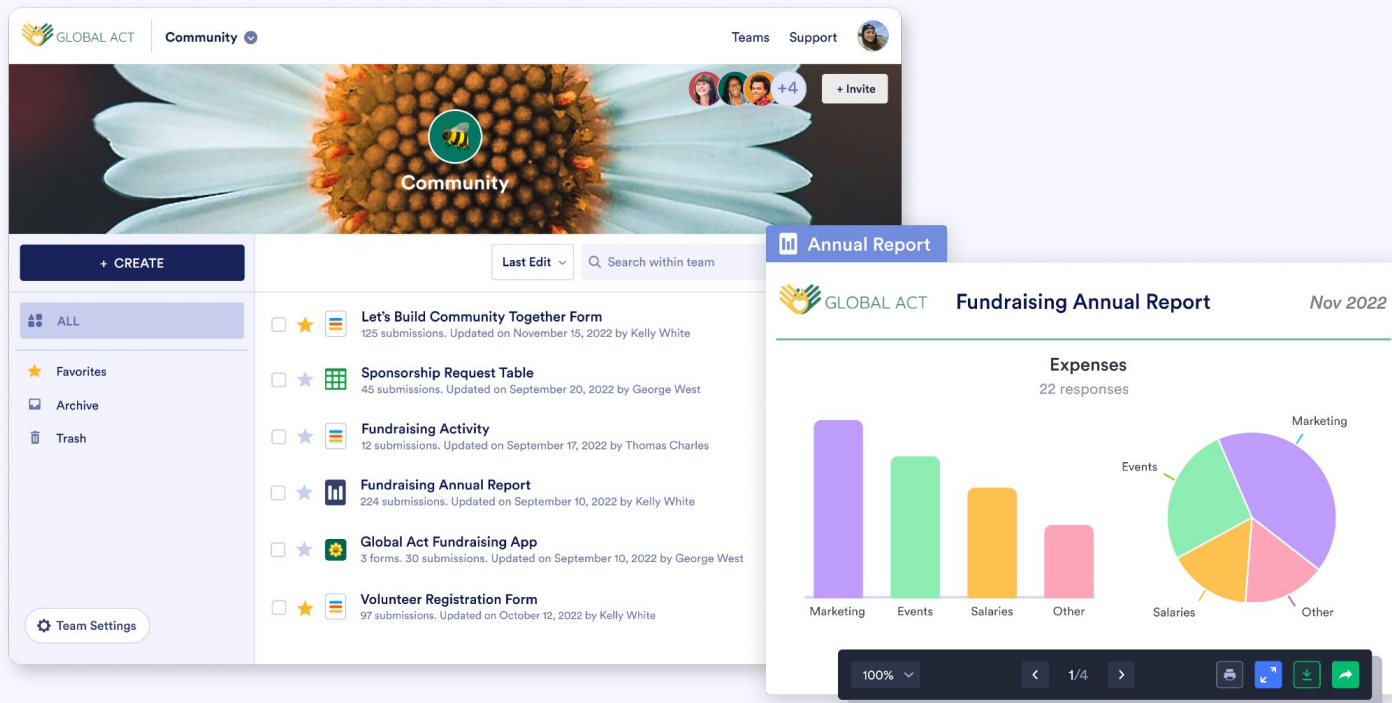 GLOBAL ACT
Community
Teams
Support
+4
+ Invite
Community
+ CREATE
Last Edit
Search within team
ALL
Favorites
Archive
Trash
Team Settings
Let's Build Community Together Form
125 submissions. Updated on November 15, 2022 by Kelly White
Sponsorship Request Table
45 submissions. Updated on September 20, 2022 by George West
Fundraising Activity
12 submissions. Updated on September 17, 2022 by Thomas Charles
Fundraising Annual Report
224 submissions. Updated on September 10, 2022 by Kelly White
Global Act Fundraising App
3 forms. 30 submissions. Updated on September 10, 2022 by George West
Volunteer Registration Form
97 submissions. Updated on October 12, 2022 by Kelly White
Annual Report
GLOBAL ACT
Fundraising Annual Report
Nov 2022
Expenses
22 responses
Marketing
Events
Salaries
Other
Marketing
Events
Salaries
Other
100%
1/4